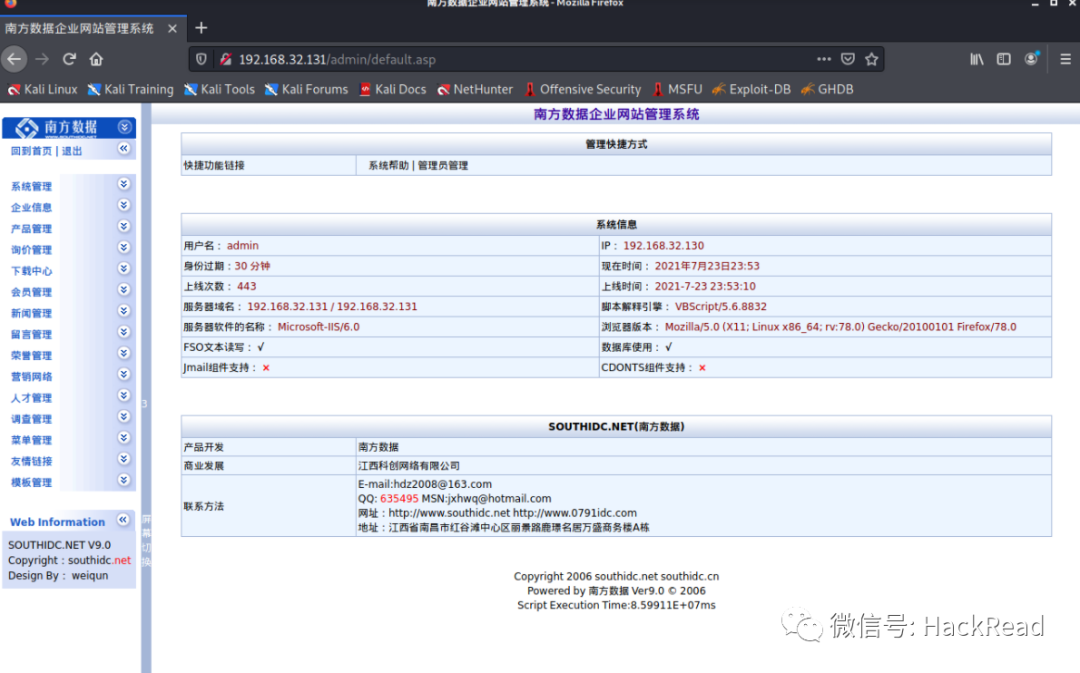 南方数据企业网站管理系统 - Mozilla Firefox
南方数据企业网站管理系统
192.168.32.131/admin/default.asp
Kali Linux Kali Training Kali Tools Kali Forums Kali Docs NetHunter Offensive Security MSFU Exploit-DB GHDB
南方数据
WWW.SOUTHIDC.NET
回到首页 | 退出
系统管理
企业信息
产品管理
询价管理
下载中心
会员管理
新闻管理
留言管理
荣誉管理
营销网络
人才管理
调查管理
菜单管理
友情链接
模板管理
Web Information
SOUTHIDC.NET V9.0
Copyright : southidc.net
Design By : weiqun
3
屏
幕
切
换
南方数据企业网站管理系统
管理快捷方式
快捷功能链接 系统帮助 | 管理员管理
系统信息
用户名： admin IP： 192.168.32.130
身份过期：30 分钟 现在时间： 2021年7月23日23:53
上线次数： 443 上线时间： 2021-7-23 23:53:10
服务器域名： 192.168.32.131 / 192.168.32.131 脚本解释引擎： VBScript/5.6.8832
服务器软件的名称： Microsoft-IIS/6.0 浏览器版本： Mozilla/5.0 (X11; Linux x86_64; rv:78.0) Gecko/20100101 Firefox/78.0
FSO文本读写： √ 数据库使用： √
Jmail组件支持： × CDONTS组件支持： ×
SOUTHIDC.NET(南方数据)
产品开发 南方数据
商业发展 江西科创网络有限公司
联系方法
E-mail:hdz2008@163.com
QQ: 635495 MSN:jxhwq@hotmail.com
网址：http://www.southidc.net http://www.0791idc.com
地址：江西省南昌市红谷滩中心区丽景路鹿璟名居万盛商务楼A栋
Copyright 2006 southidc.net southidc.cn
Powered by 南方数据 Ver9.0 © 2006
Script Execution Time:8.59911E+07ms
微信号: HackRead